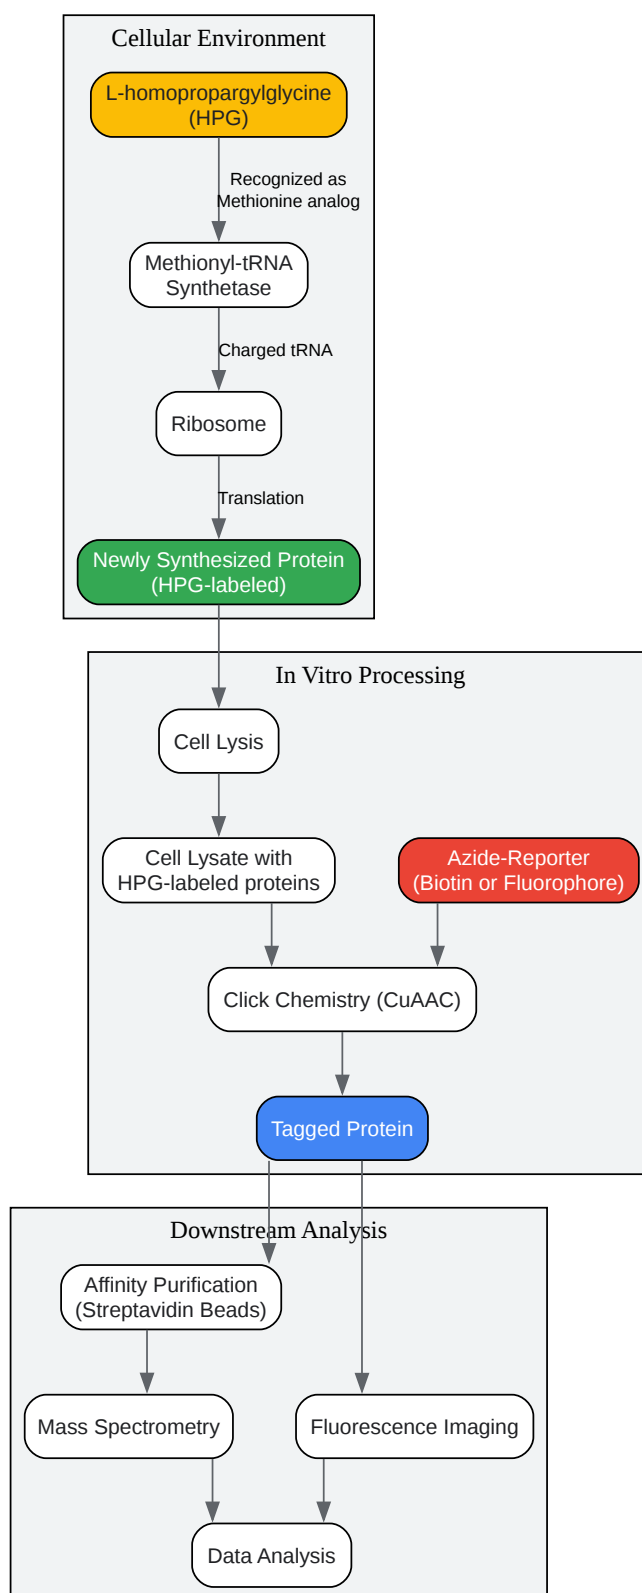 Cellular Environment
L-homopropargylglycine
(HPG)
Recognized as
Methionine analog
Methionyl-tRNA
Synthetase
Charged tRNA
Ribosome
Translation
Newly Synthesized Protein
(HPG-labeled)
In Vitro Processing
Cell Lysis
Cell Lysate with
HPG-labeled proteins
Azide-Reporter
(Biotin or Fluorophore)
Click Chemistry (CuAAC)
Tagged Protein
Downstream Analysis
Affinity Purification
(Streptavidin Beads)
Mass Spectrometry
Fluorescence Imaging
Data Analysis